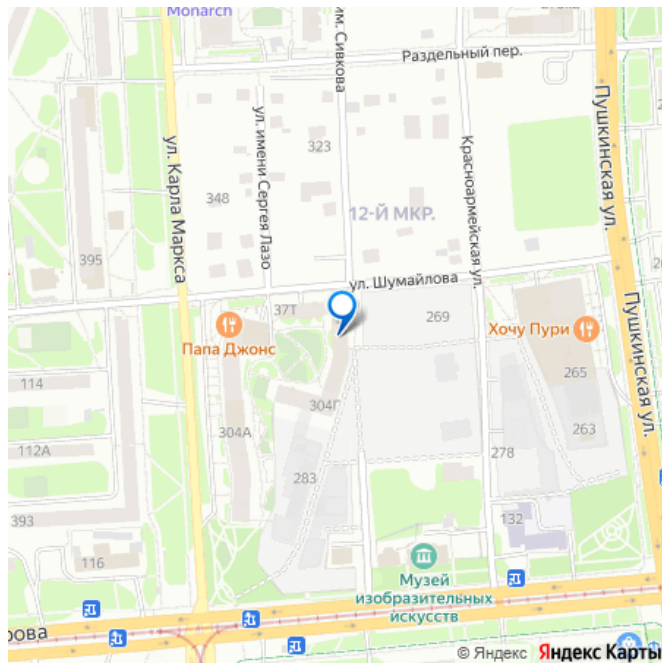 Monarch
Раздельный пер.
им. Сивкова
Пушкинская ул.
ул. имени Сергея Лазо
323
ул. Карла Маркса
Красноармейская ул.
348
12-Й МКР.
395
ул. Шумайлова
37Т
269
Хочу Пури
Пушкинская ул.
Папа Джонс
265
114
304Г
304А
263
112А
278
283
393
132
116
Музей
изобразительных
искусств
рова
© Яндекс Яндекс Карты